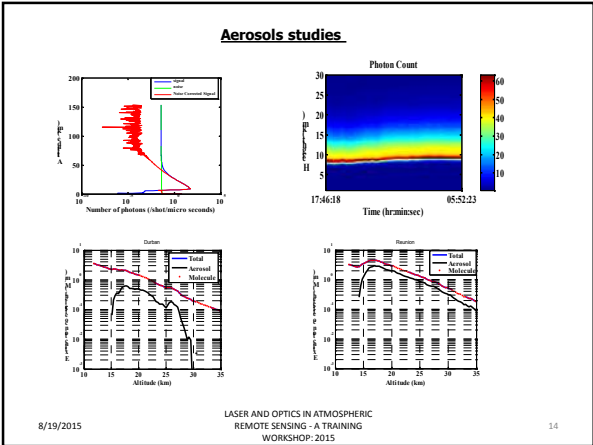 Aerosols studies
signal
noise
Noise Corrected Signal
200
150
100
50
0
Number of photons (/shot/micro seconds)
Photon Count
30
25
20
15
10
5
60
50
40
30
20
10
17:46:18 05:52:23
Time (hr:min:sec)
Durban
Total
Aerosol
Molecule
10 15 20 25 30 35
Altitude (km)
Reunion
Total
Aerosol
Molecule
10 15 20 25 30 35
Altitude (km)
8/19/2015
LASER AND OPTICS IN ATMOSPHERIC
REMOTE SENSING - A TRAINING
WORKSHOP: 2015
14